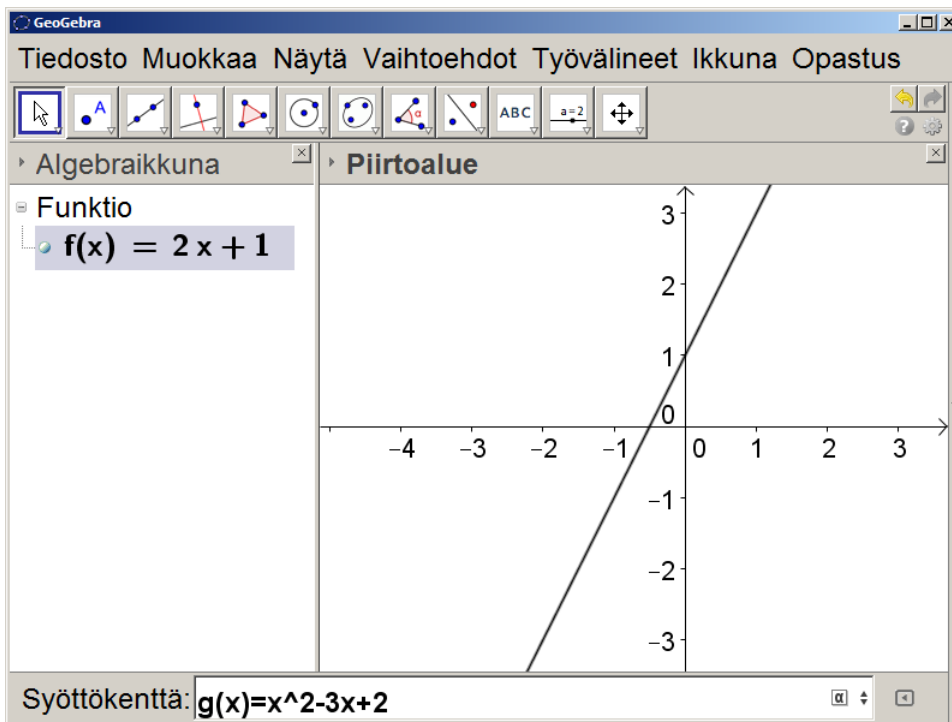 GeoGebra
Tiedosto Muokkaa Näytä Vaihtoehdot Työvälineet Ikkuna Opastus
A α ABC a=2 ?
Algebraikkuna
Piirtoalue
Funktio
f(x) = 2 x + 1
3
2
1
0
−4 −3 −2 −1 0 1 2 3
−1
−2
−3
Syöttökenttä: g(x)=x^2-3x+2 α